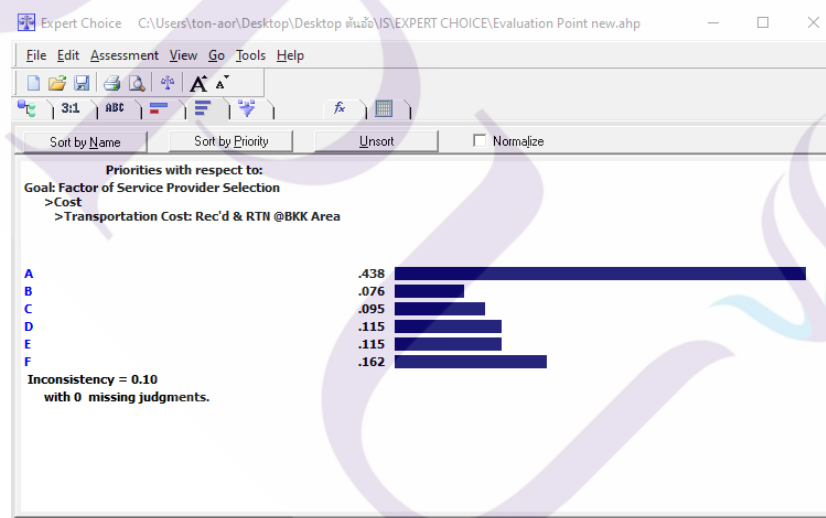 Expert Choice C:\Users\ton-aor\Desktop\Desktop ต้นอ้อ\IS\EXPERT CHOICE\Evaluation Point new.ahp
File Edit Assessment View Go Tools Help
3:1 ABC fx
Sort by Name Sort by Priority Unsort Normalize
Priorities with respect to:
Goal: Factor of Service Provider Selection
>Cost
>Transportation Cost: Rec'd & RTN @BKK Area
A .438
B .076
C .095
D .115
E .115
F .162
Inconsistency = 0.10
with 0 missing judgments.